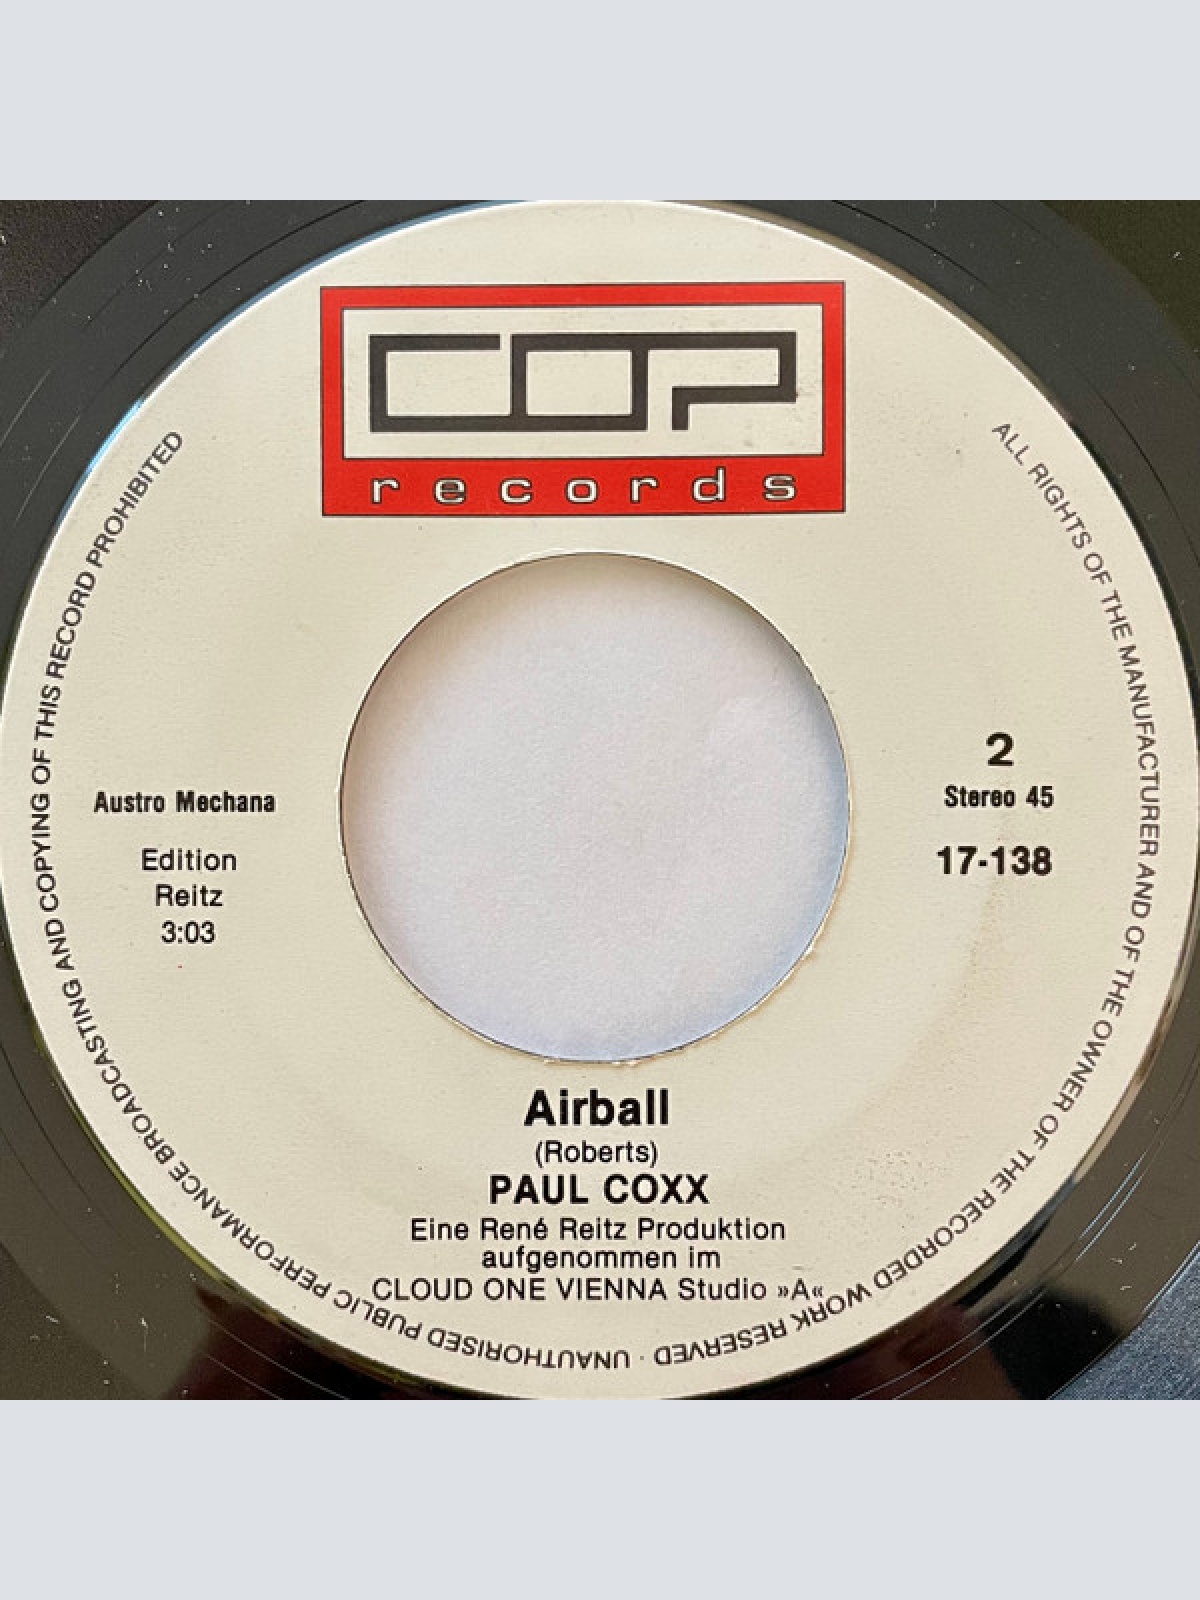 COP
records
ALL RIGHTS OF THE MANUFACTURER AND OF THE OWNER OF THE RECORDED WORK RESERVED · UNAUTHORISED PUBLIC PERFORMANCE BROADCASTING AND COPYING OF THIS RECORD PROHIBITED
Austro Mechana
Edition
Reitz
3:03
2
Stereo 45
17-138
Airball
(Roberts)
PAUL COXX
Eine René Reitz Produktion
aufgenommen im
CLOUD ONE VIENNA Studio »A«